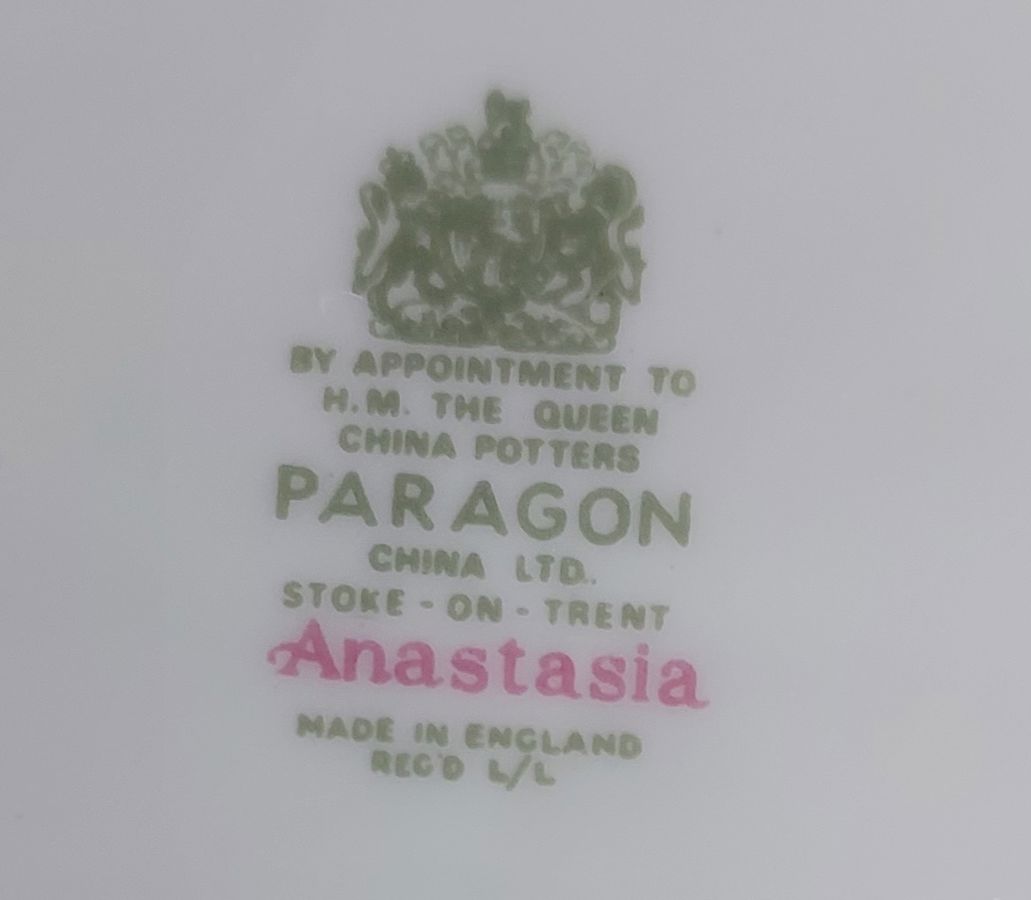 BY APPOINTMENT TO
H.M. THE QUEEN
CHINA POTTERS
PARAGON
CHINA LTD.
STOKE - ON - TRENT
Anastasia
MADE IN ENGLAND
REG'D L/L